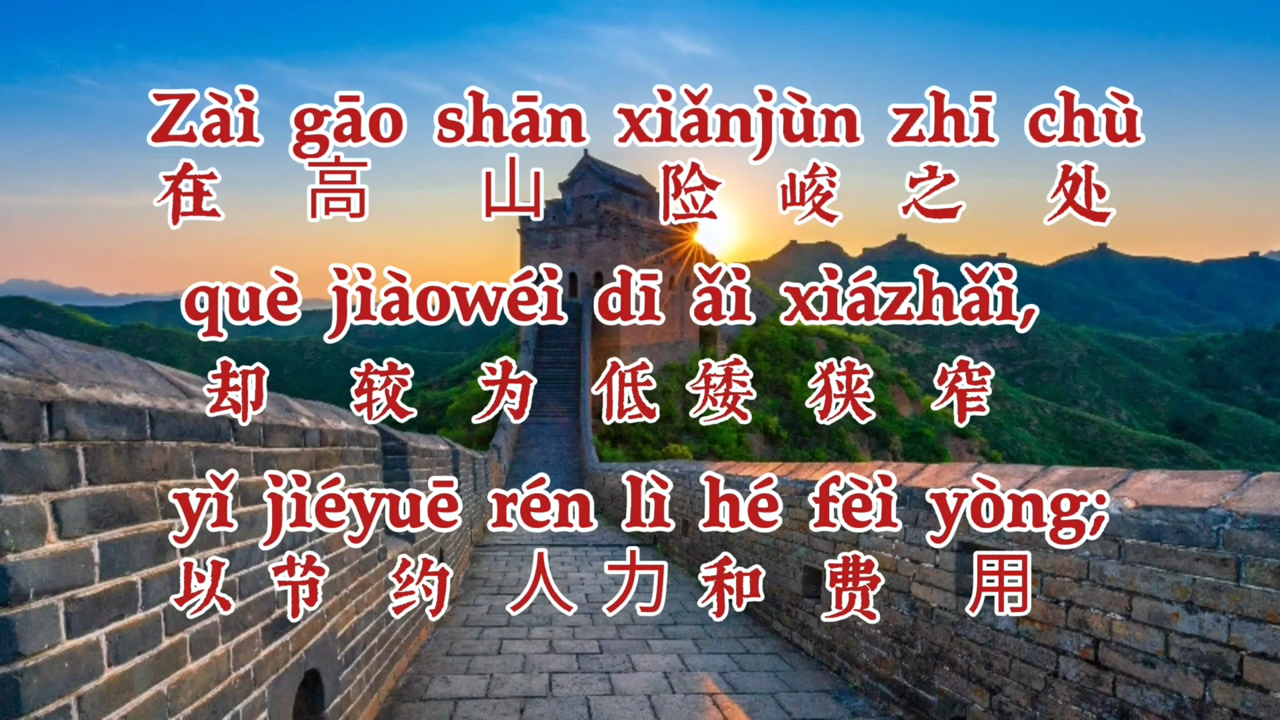 Zài gāo shān xiǎnjùn zhī chù
在高山险峻之处
què jiàowéi dī ǎi xiázhǎi,
却较为低矮狭窄
yǐ jiéyuē rén lì hé fèi yòng;
以节约人力和费用